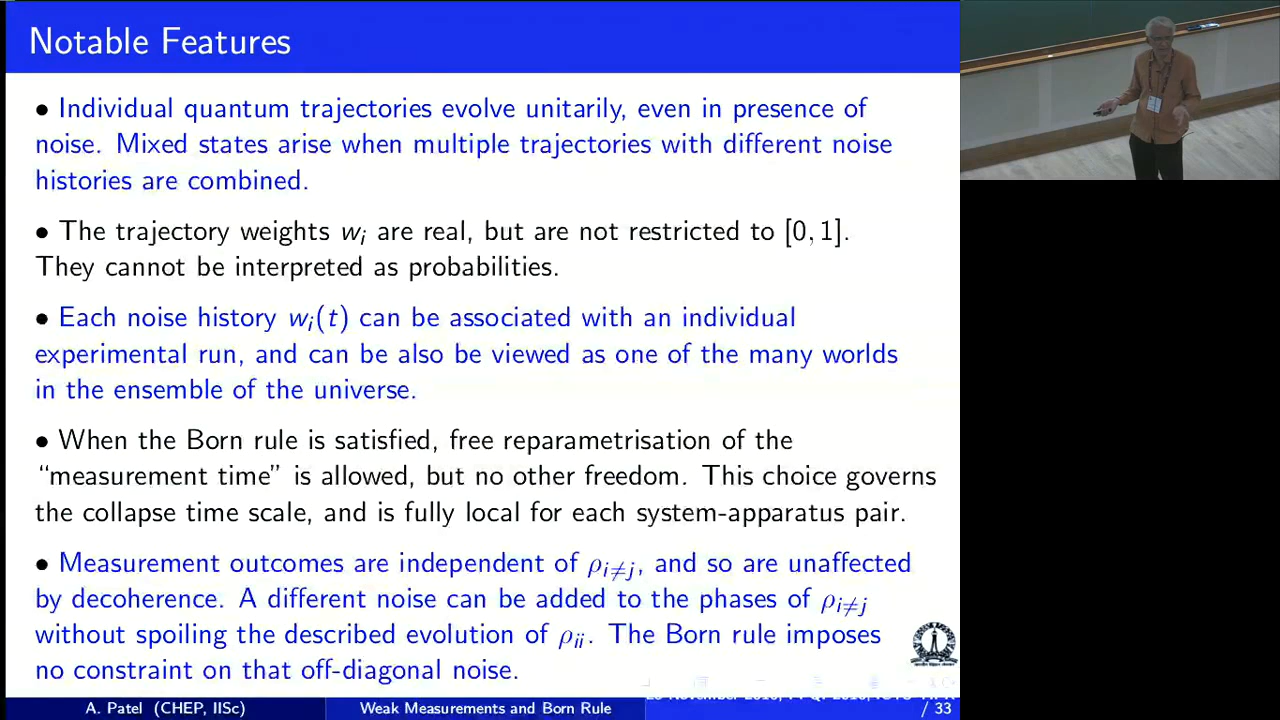 Notable Features
• Individual quantum trajectories evolve unitarily, even in presence of
noise. Mixed states arise when multiple trajectories with different noise
histories are combined.
• The trajectory weights wᵢ are real, but are not restricted to [0, 1].
They cannot be interpreted as probabilities.
• Each noise history wᵢ(t) can be associated with an individual
experimental run, and can be also be viewed as one of the many worlds
in the ensemble of the universe.
• When the Born rule is satisfied, free reparametrisation of the
“measurement time” is allowed, but no other freedom. This choice governs
the collapse time scale, and is fully local for each system-apparatus pair.
• Measurement outcomes are independent of ρᵢ≠ⱼ, and so are unaffected
by decoherence. A different noise can be added to the phases of ρᵢ≠ⱼ
without spoiling the described evolution of ρᵢᵢ. The Born rule imposes
no constraint on that off-diagonal noise.
A. Patel (CHEP, IISc) Weak Measurements and Born Rule / 33